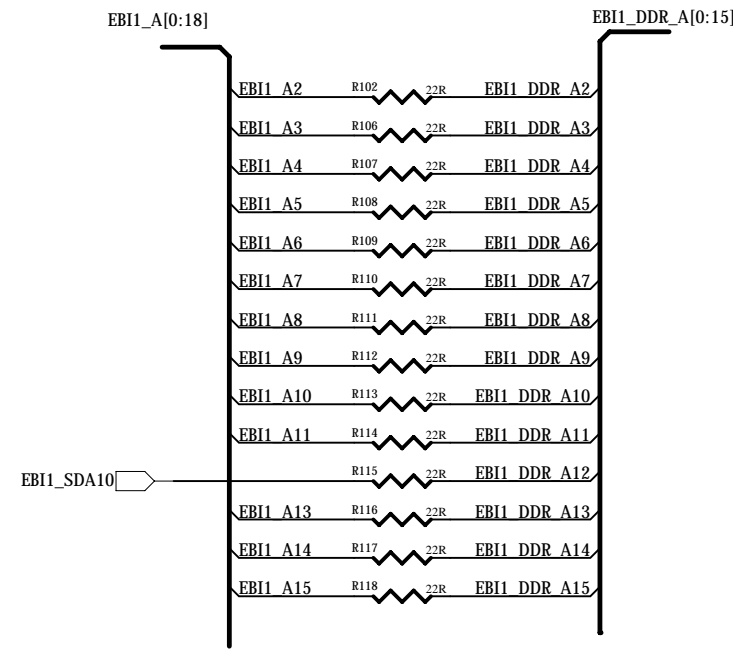 EBI1_A[0:18] EBI1_DDR_A[0:15]
EBI1_A2 R102 22R EBI1_DDR_A2
EBI1_A3 R106 22R EBI1_DDR_A3
EBI1_A4 R107 22R EBI1_DDR_A4
EBI1_A5 R108 22R EBI1_DDR_A5
EBI1_A6 R109 22R EBI1_DDR_A6
EBI1_A7 R110 22R EBI1_DDR_A7
EBI1_A8 R111 22R EBI1_DDR_A8
EBI1_A9 R112 22R EBI1_DDR_A9
EBI1_A10 R113 22R EBI1_DDR_A10
EBI1_A11 R114 22R EBI1_DDR_A11
EBI1_SDA10 R115 22R EBI1_DDR_A12
EBI1_A13 R116 22R EBI1_DDR_A13
EBI1_A14 R117 22R EBI1_DDR_A14
EBI1_A15 R118 22R EBI1_DDR_A15